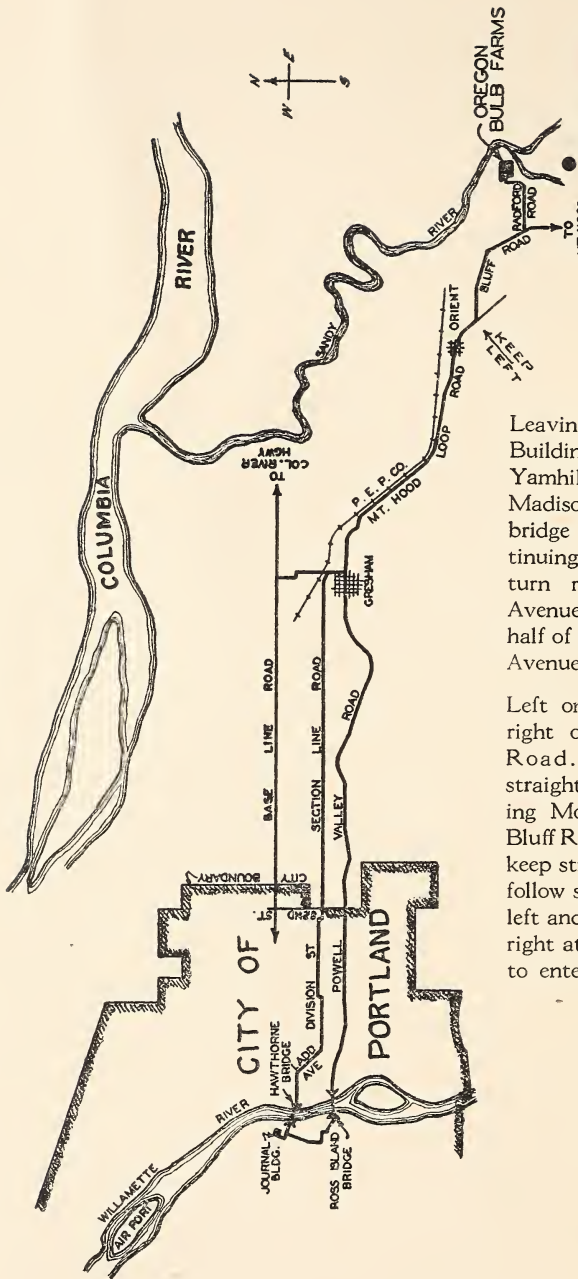 COLUMBIA
RIVER
N
W
E
S
OREGON
BULB FARMS
SANDY
RIVER
RADFORD
ROAD
BLUFF ROAD
TO
KEEP
LEFT
ORIENT
MT. HOOD LOOP ROAD
P. E. P. CO.
TO
COL. RIVER
HGWY
GRESHAM
BASE LINE ROAD
SECTION LINE ROAD
POWELL VALLEY ROAD
CITY
BOUNDARY
82ND ST.
CITY OF
PORTLAND
DIVISION ST
LADD
AVE
HAWTHORNE
BRIDGE
JOURNAL
BLDG.
ROSS ISLAND
BRIDGE
WILLAMETTE RIVER
AIR PORT
Leavin
Building
Yamhil
Madiso
bridge
tinuing
turn r
Avenue
half of
Avenue
Left or
right o
Road.
straight
ing Mo
Bluff R
keep st
follow s
left and
right at
to ente